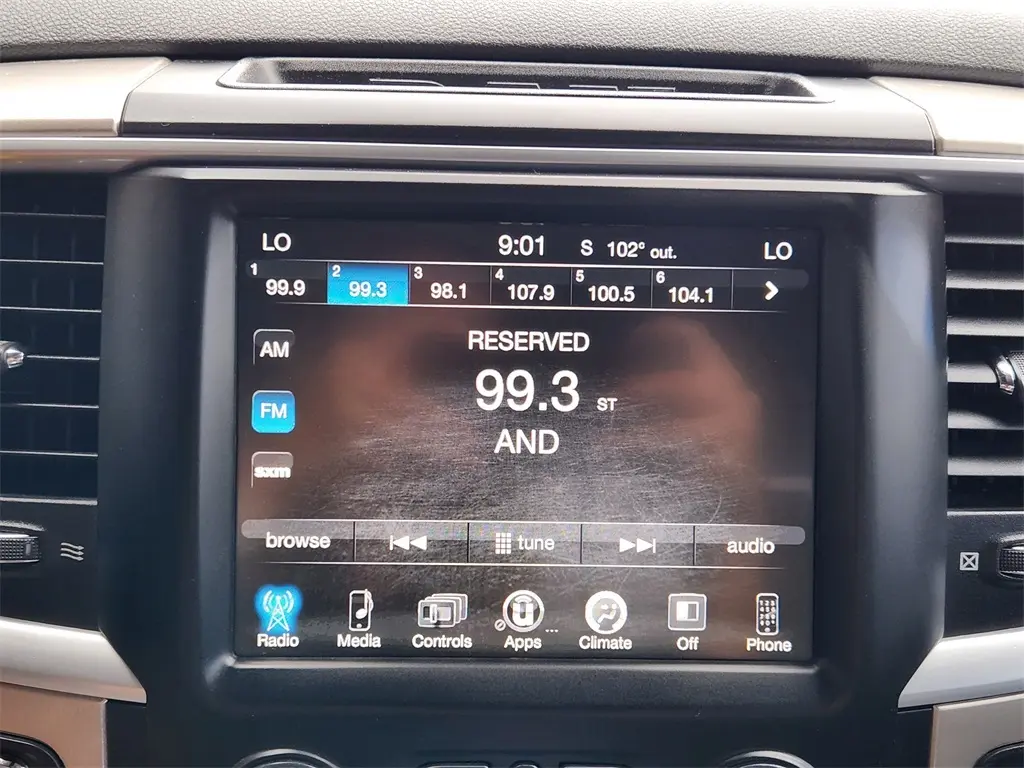 LO 9:01 S 102° out. LO
1 99.9 2 99.3 3 98.1 4 107.9 5 100.5 6 104.1
RESERVED
AM
99.3 ST
FM
AND
sxm
browse tune audio
Radio Media Controls Apps Climate Off Phone